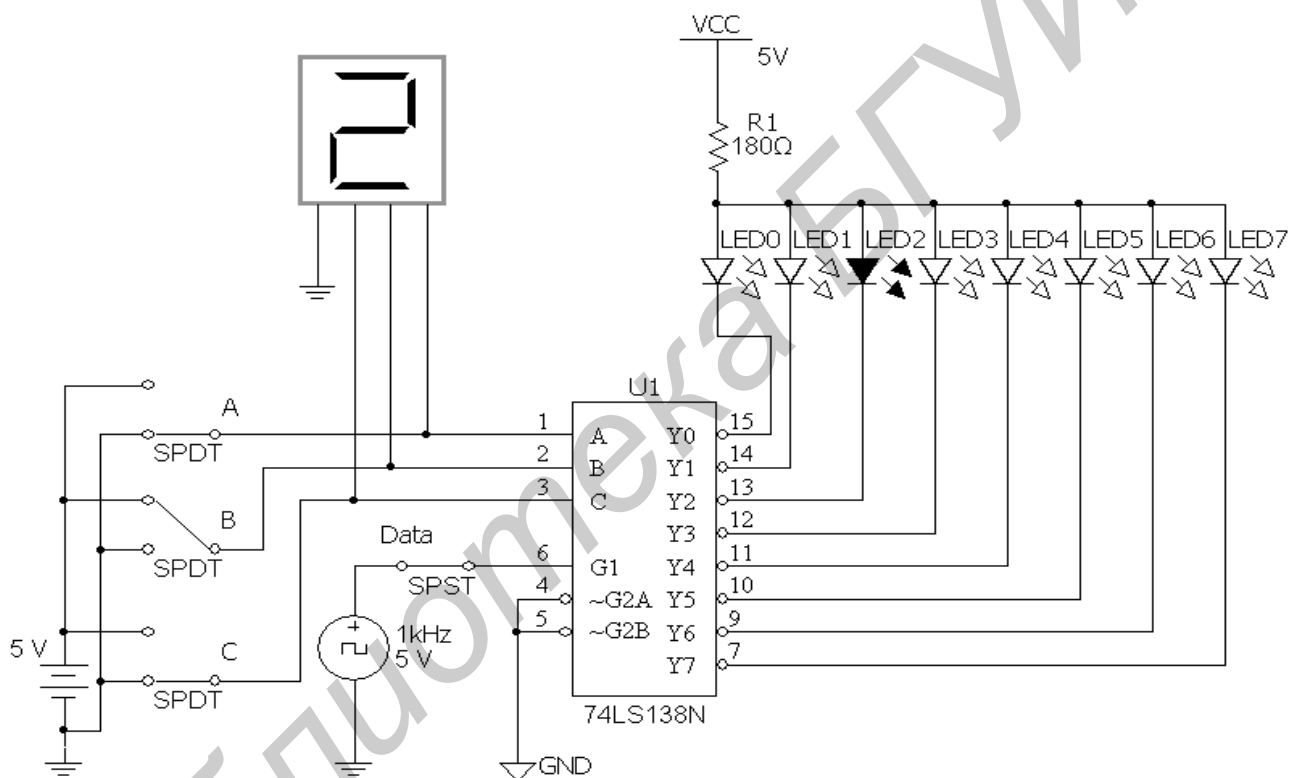 VCC
5V
2
R1
180Ω
LED0 LED1 LED2 LED3 LED4 LED5 LED6 LED7
U1
A
SPDT
B
SPDT
5 V
C
SPDT
Data
SPST
1kHz
5 V
1 A Y0 15
2 B Y1 14
3 C Y2 13
Y3 12
6 G1 Y4 11
4 ~G2A Y5 10
5 ~G2B Y6 9
Y7 7
74LS138N
GND